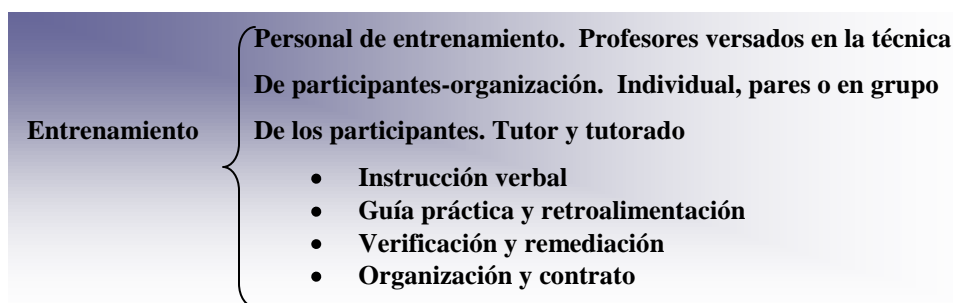 Personal de entrenamiento. Profesores versados en la técnica
De participantes-organización. Individual, pares o en grupo
Entrenamiento
De los participantes. Tutor y tutorado
• Instrucción verbal
• Guía práctica y retroalimentación
• Verificación y remediación
• Organización y contrato